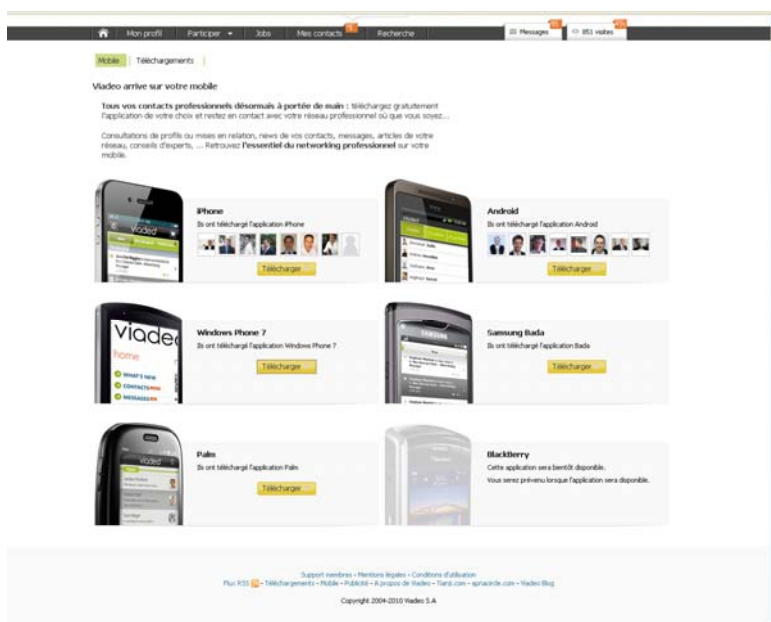 Mon profil Participer Jobs Mes contacts Recherche Messages 851 visites
Mobile Téléchargements
Viadeo arrive sur votre mobile
Tous vos contacts professionnels désormais à portée de main : téléchargez gratuitement
l'application de votre choix et restez en contact avec votre réseau professionnel où que vous soyez...
Consultations de profils ou mises en relation, news de vos contacts, messages, articles de votre
réseau, conseils d'experts, ... Retrouvez l'essentiel du networking professionnel sur votre
mobile.
iPhone
Ils ont téléchargé l'application iPhone
Télécharger
viadeo
Android
Ils ont téléchargé l'application Android
Télécharger
viadeo
home
WHAT'S NEW
CONTACTS
MESSAGES
Windows Phone 7
Ils ont téléchargé l'application Windows Phone 7
Télécharger
SAMSUNG
Samsung Bada
Ils ont téléchargé l'application Bada
Télécharger
viadeo
Palm
Ils ont téléchargé l'application Palm
Télécharger
BlackBerry
Cette application sera bientôt disponible.
Vous serez prévenu lorsque l'application sera disponible.
Support membres - Mentions légales - Conditions d'utilisation
Flux RSS - Téléchargements - Mobile - Publicité - A propos de Viadeo - Tianji.com - apnacircle.com - Viadeo Blog
Copyright 2004-2010 Viadeo S.A